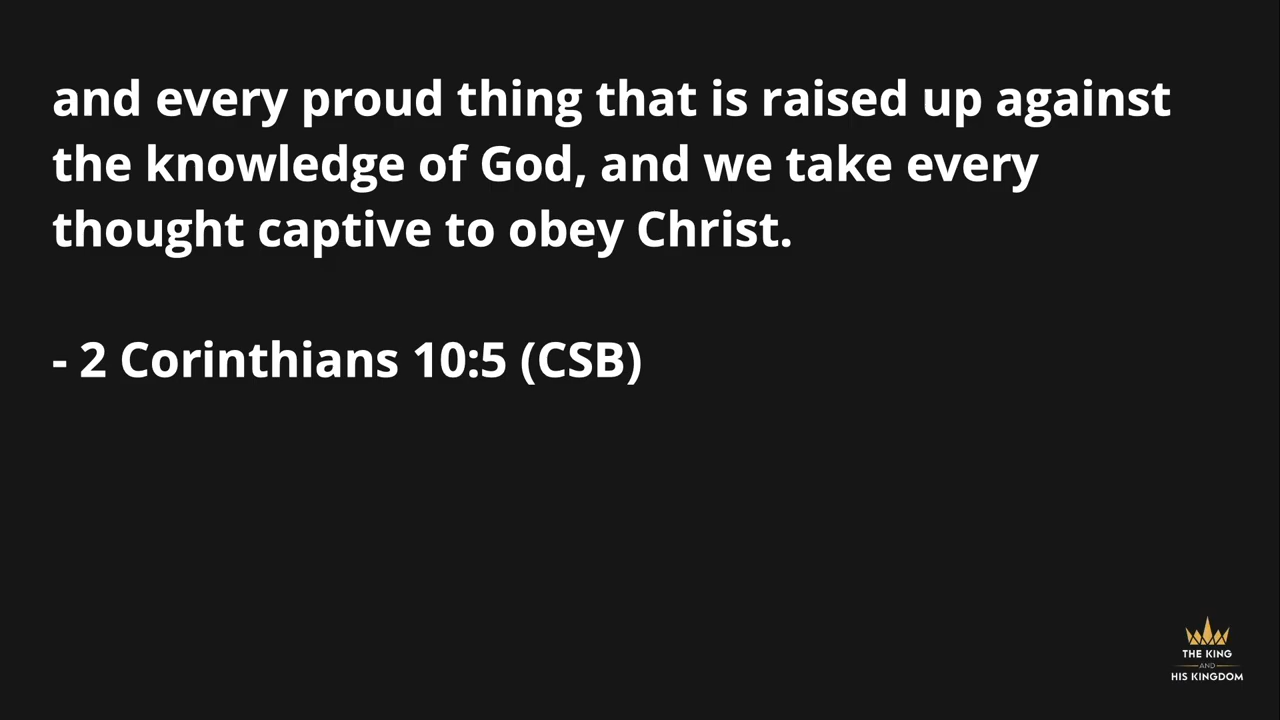 and every proud thing that is raised up against
the knowledge of God, and we take every
thought captive to obey Christ.
- 2 Corinthians 10:5 (CSB)
THE KING
AND
HIS KINGDOM